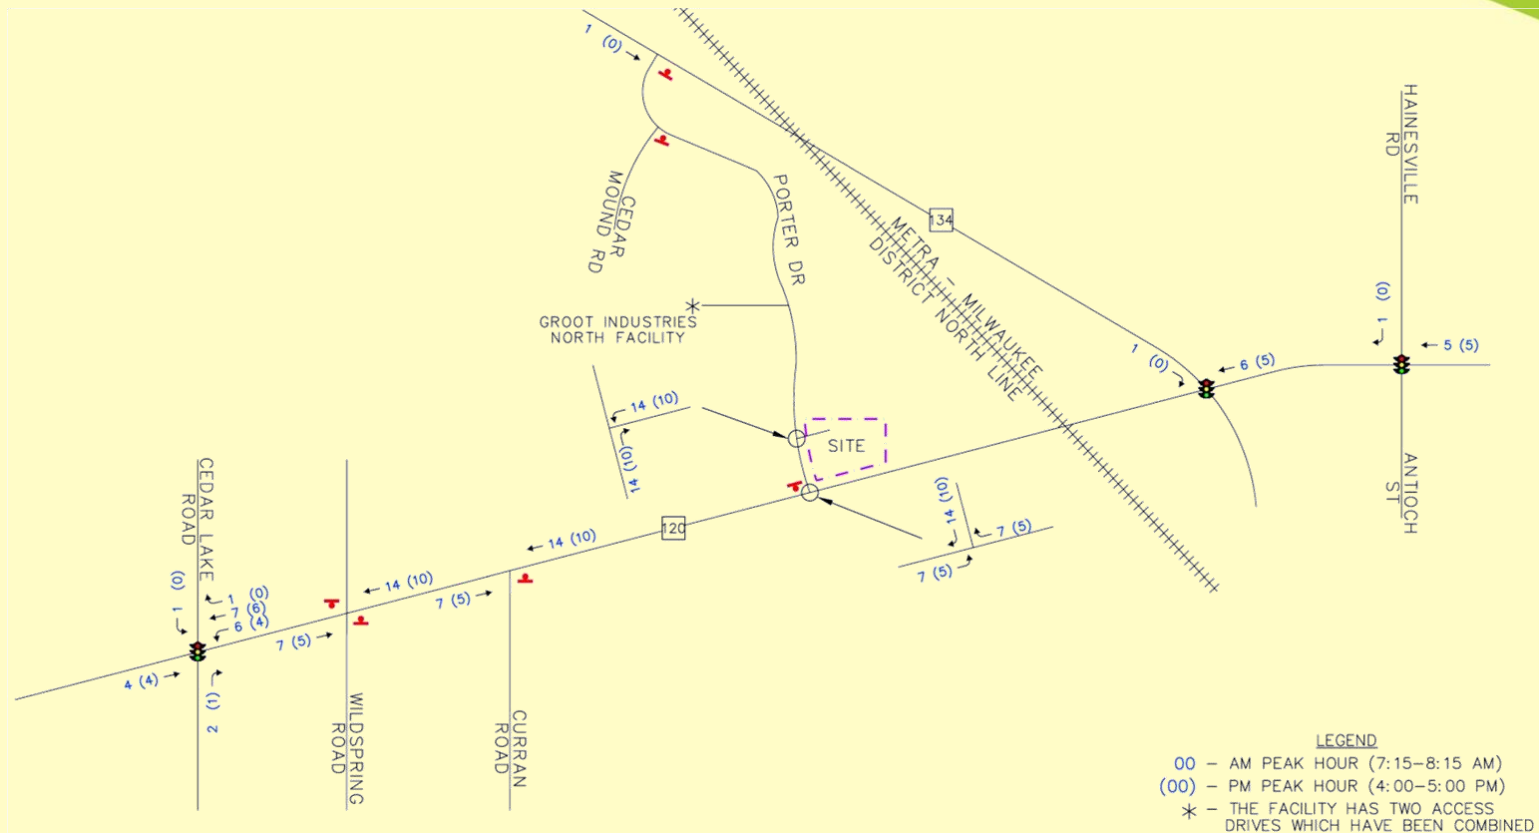 1 (0)
HAINESVILLE
RD
CEDAR
MOUND RD
PORTER DR
134
METRA - MILWAUKEE
DISTRICT NORTH LINE
GROOT INDUSTRIES
NORTH FACILITY
(0) 1
5 (5)
1 (0)
6 (5)
14 (10)
14 (10)
SITE
ANTIOCH
ST
CEDAR LAKE
ROAD
120
14 (10)
14 (10)
7 (5)
7 (5)
14 (10)
14 (10)
7 (5)
(0) 1
1 (0)
7 (6)
6 (4)
7 (5)
4 (4)
(1) 2
WILDSPRING
ROAD
CURRAN
ROAD
LEGEND
00 - AM PEAK HOUR (7:15-8:15 AM)
(00) - PM PEAK HOUR (4:00-5:00 PM)
* - THE FACILITY HAS TWO ACCESS
DRIVES WHICH HAVE BEEN COMBINED